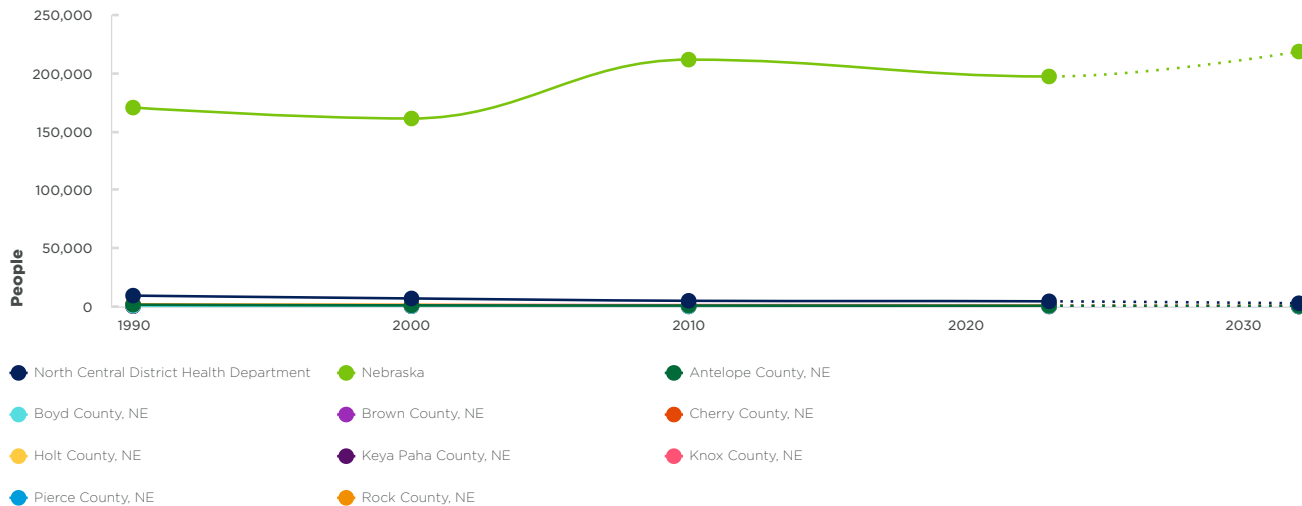 250,000
200,000
150,000
100,000
50,000
0
People
1990 2000 2010 2020 2030
North Central District Health Department Nebraska Antelope County, NE
Boyd County, NE Brown County, NE Cherry County, NE
Holt County, NE Keya Paha County, NE Knox County, NE
Pierce County, NE Rock County, NE